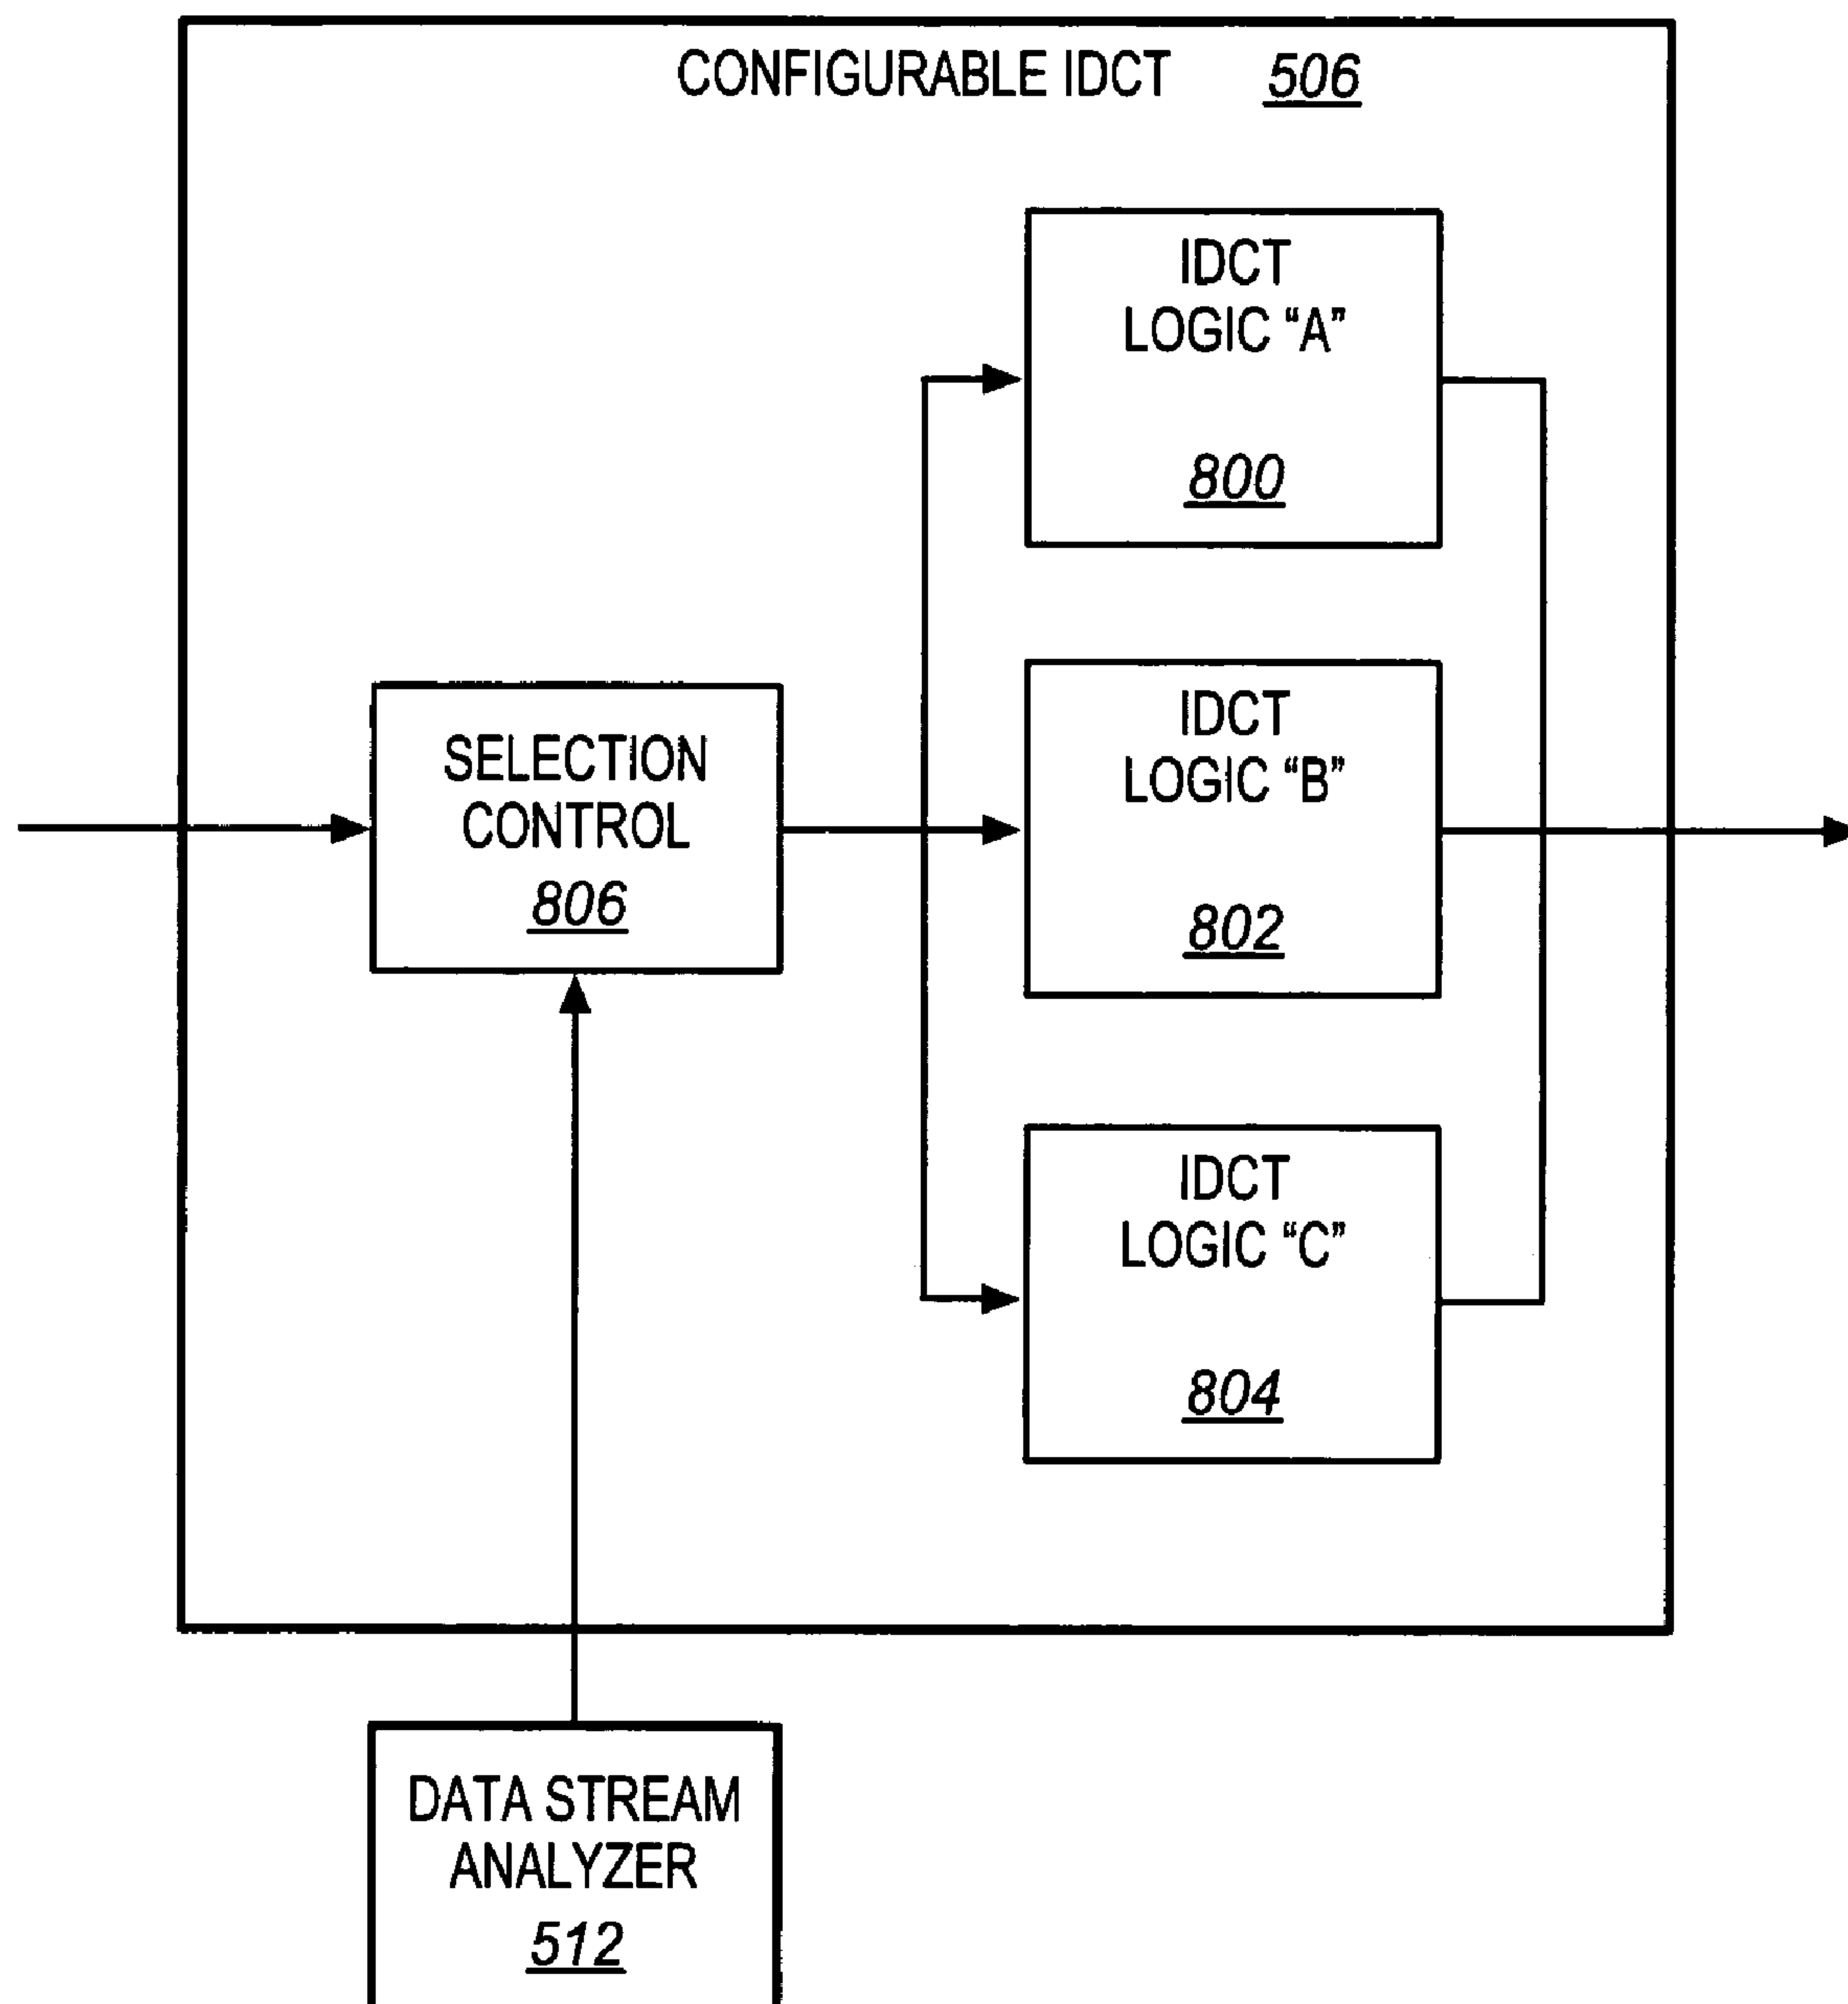 CONFIGURABLE IDCT 506
IDCT
LOGIC “A”
800
IDCT
LOGIC “B”
802
SELECTION
CONTROL
806
IDCT
LOGIC “C”
804
DATA STREAM
ANALYZER
512